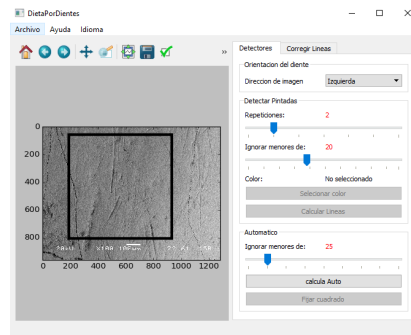 DietaPorDientes
Archivo Ayuda Idioma
»
Detectores Corregir Lineas
Orientacion del dente
Direccion de imagen Izquierda
Detectar Pintadas
Repeticiones: 2
Ignorar menores de: 20
Color: No seleccionado
Selecionar color
Calcular Lineas
Automatico
Ignorar menores de: 25
calcula Auto
Fijar cuadrado
0
200
400
600
800
0 200 400 600 800 1000 1200